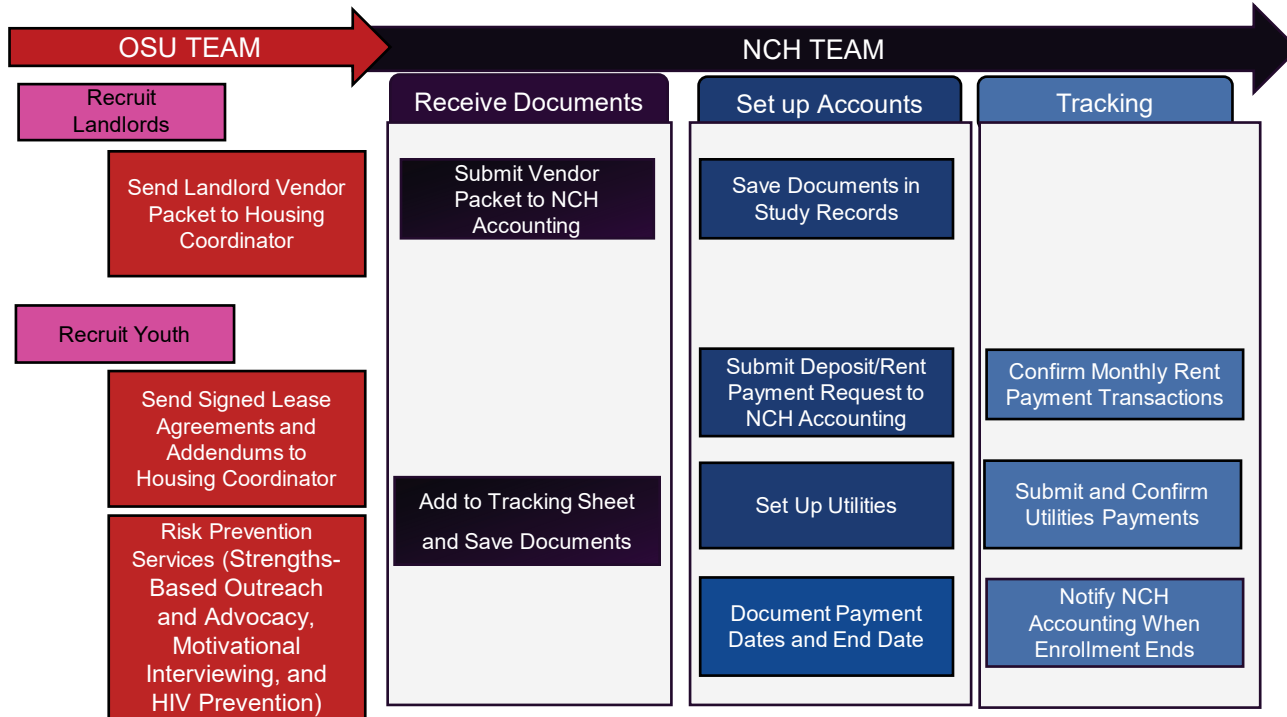 OSU TEAM
NCH TEAM
Recruit
Landlords
Send Landlord Vendor
Packet to Housing
Coordinator
Recruit Youth
Send Signed Lease
Agreements and
Addendums to
Housing Coordinator
Risk Prevention
Services (Strengths-
Based Outreach
and Advocacy,
Motivational
Interviewing, and
HIV Prevention)
Receive Documents
Submit Vendor
Packet to NCH
Accounting
Add to Tracking Sheet
and Save Documents
Set up Accounts
Save Documents in
Study Records
Submit Deposit/Rent
Payment Request to
NCH Accounting
Set Up Utilities
Document Payment
Dates and End Date
Tracking
Confirm Monthly Rent
Payment Transactions
Submit and Confirm
Utilities Payments
Notify NCH
Accounting When
Enrollment Ends